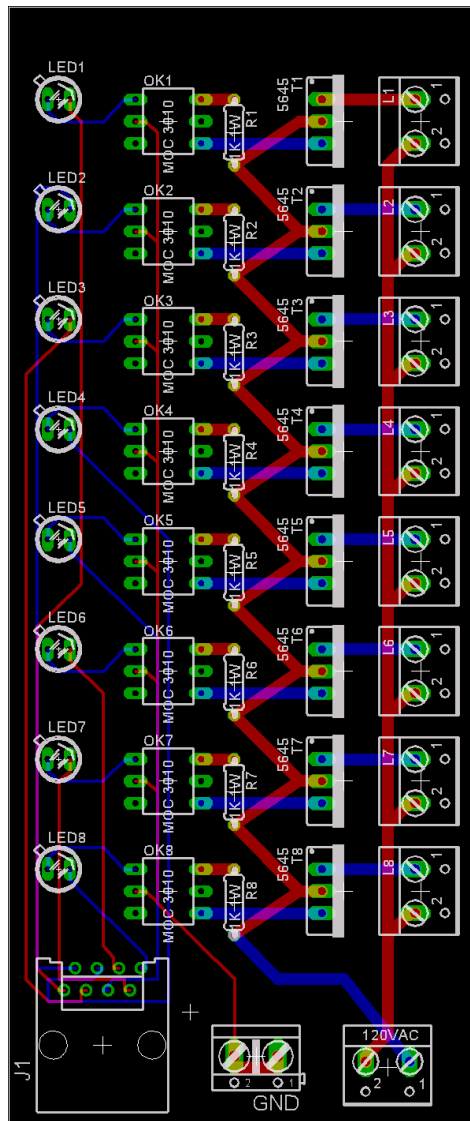 LED1 OK1 MOC 3010 R1 1K 1W 5645 T1 L1 1 2
LED2 OK2 MOC 3010 R2 1K 1W 5645 T2 L2 1 2
LED3 OK3 MOC 3010 R3 1K 1W 5645 T3 L3 1 2
LED4 OK4 MOC 3010 R4 1K 1W 5645 T4 L4 1 2
LED5 OK5 MOC 3010 R5 1K 1W 5645 T5 L5 1 2
LED6 OK6 MOC 3010 R6 1K 1W 5645 T6 L6 1 2
LED7 OK7 MOC 3010 R7 1K 1W 5645 T7 L7 1 2
LED8 OK8 MOC 3010 R8 1K 1W 5645 T8 L8 1 2
J1
2 1
GND
120VAC
2 1